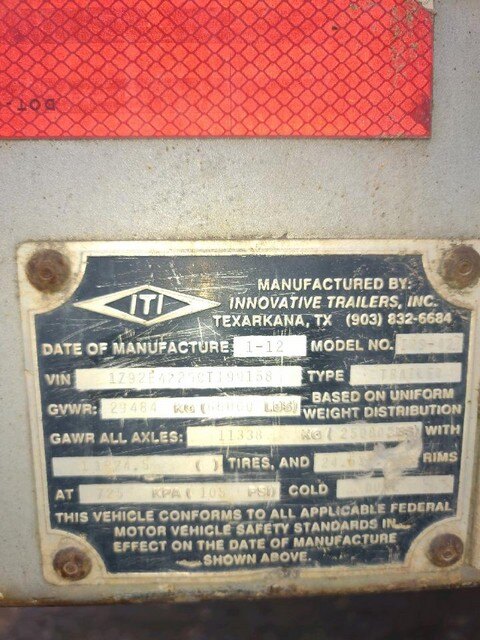 DOT-
ITI
MANUFACTURED BY:
INNOVATIVE TRAILERS, INC.
TEXARKANA, TX (903) 832-6684
DATE OF MANUFACTURE 1-12 MODEL NO.
VIN TYPE TRAILER
GVWR: KG ( LBS) BASED ON UNIFORM WEIGHT DISTRIBUTION
GAWR ALL AXLES: 11338 KG ( WITH
( ) TIRES, AND RIMS
AT 725 KPA ( 105 PSI) COLD
THIS VEHICLE CONFORMS TO ALL APPLICABLE FEDERAL
MOTOR VEHICLE SAFETY STANDARDS IN
EFFECT ON THE DATE OF MANUFACTURE
SHOWN ABOVE.